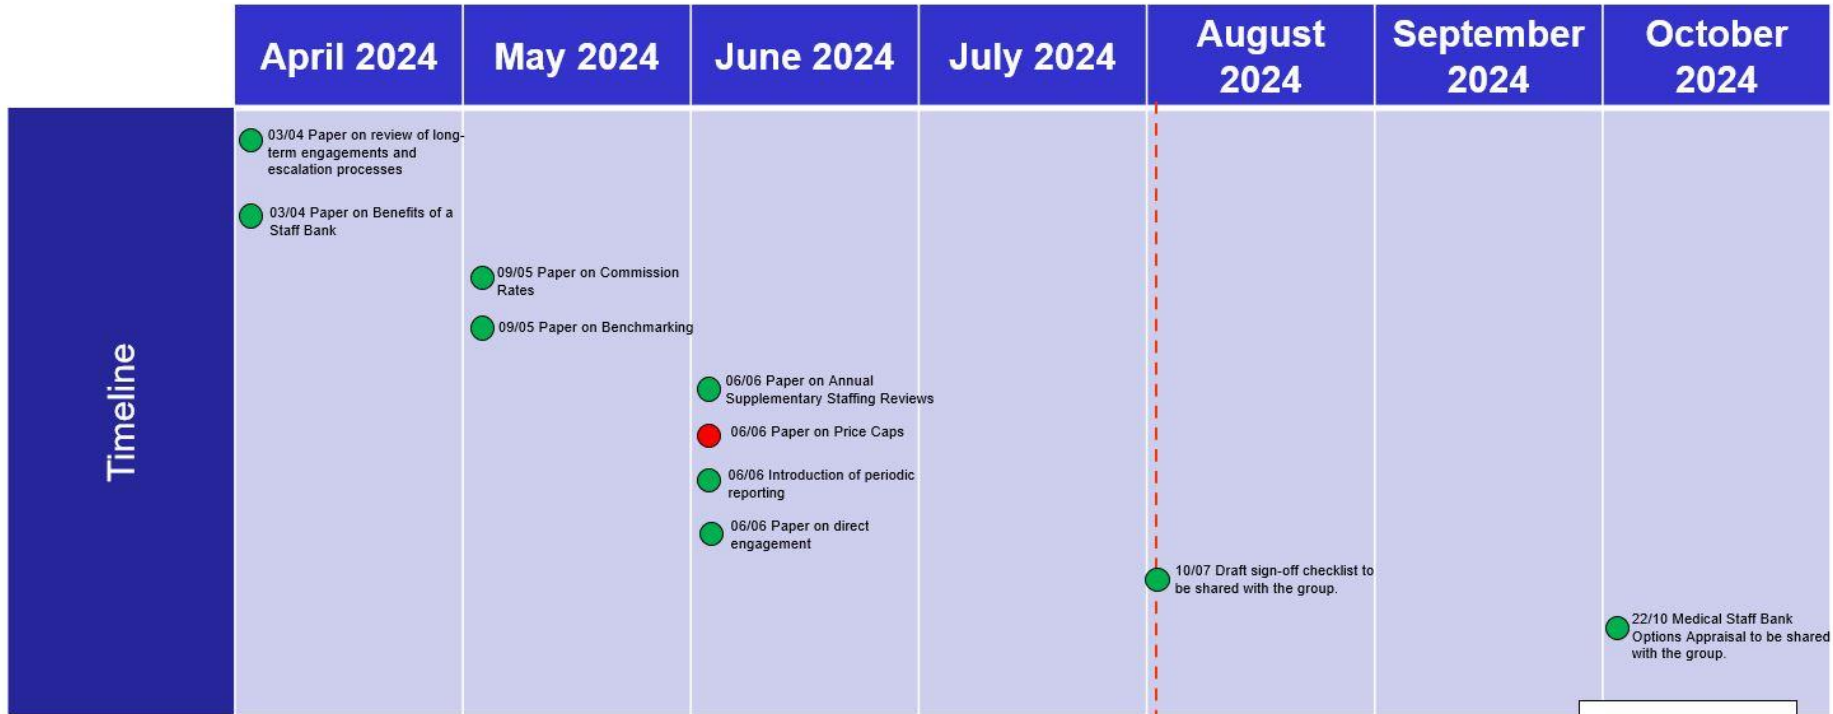 April 2024
May 2024
June 2024
July 2024
August
2024
September
2024
October
2024
Timeline
03/04 Paper on review of long-
term engagements and
escalation processes
03/04 Paper on Benefits of a
Staff Bank
09/05 Paper on Commission
Rates
09/05 Paper on Benchmarking
06/06 Paper on Annual
Supplementary Staffing Reviews
06/06 Paper on Price Caps
06/06 Introduction of periodic
reporting
06/06 Paper on direct
engagement
10/07 Draft sign-off checklist to
be shared with the group.
22/10 Medical Staff Bank
Options Appraisal to be shared
with the group.